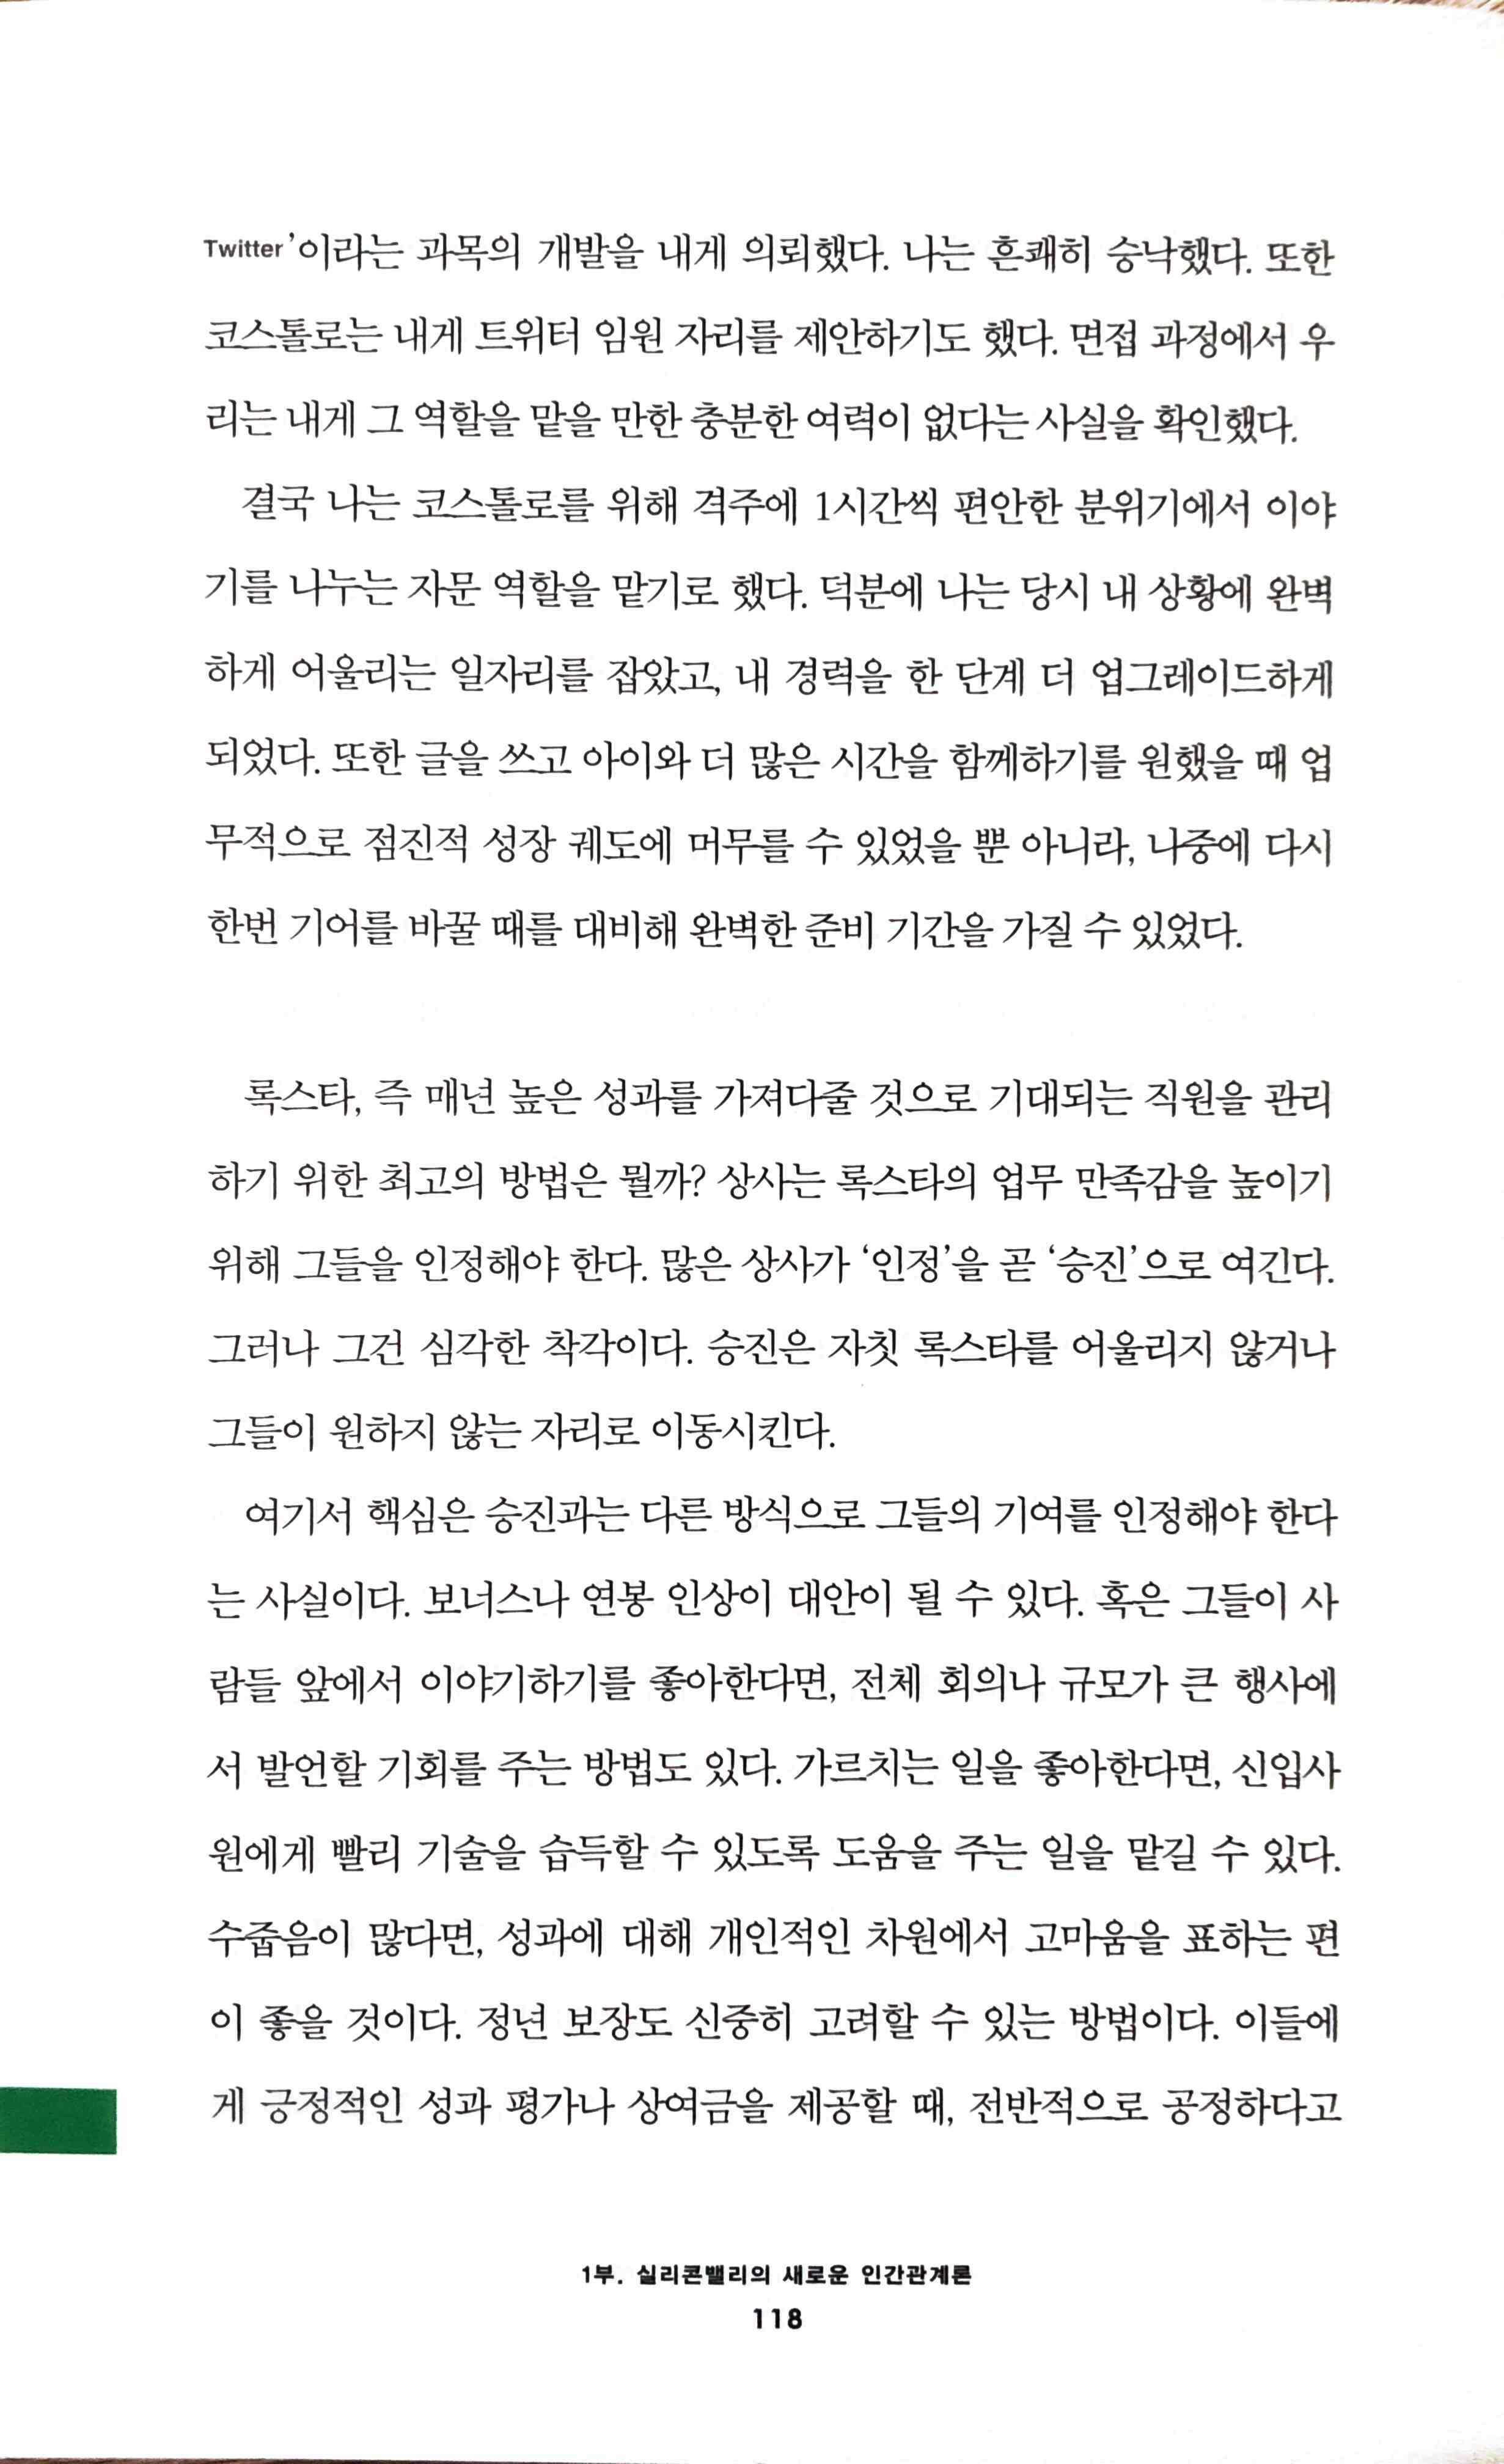 Twitter’이라는 과목의 개발을 내게 의뢰했다. 나는 흔쾌히 승낙했다. 또한
코스톨로는 내게 트위터 임원 자리를 제안하기도 했다. 면접 과정에서 우
리는 내게 그 역할을 맡을 만한 충분한 여력이 없다는 사실을 확인했다.
결국 나는 코스톨로를 위해 격주에 1시간씩 편안한 분위기에서 이야
기를 나누는 자문 역할을 맡기로 했다. 덕분에 나는 당시 내 상황에 완벽
하게 어울리는 일자리를 잡았고, 내 경력을 한 단계 더 업그레이드하게
되었다. 또한 글을 쓰고 아이와 더 많은 시간을 함께하기를 원했을 때 업
무적으로 점진적 성장 궤도에 머무를 수 있었을 뿐 아니라, 나중에 다시
한번 기어를 바꿀 때를 대비해 완벽한 준비 기간을 가질 수 있었다.
록스타, 즉 매년 높은 성과를 가져다줄 것으로 기대되는 직원을 관리
하기 위한 최고의 방법은 뭘까? 상사는 록스타의 업무 만족감을 높이기
위해 그들을 인정해야 한다. 많은 상사가 ‘인정’을 곧 ‘승진’으로 여긴다.
그러나 그건 심각한 착각이다. 승진은 자칫 록스타를 어울리지 않거나
그들이 원하지 않는 자리로 이동시킨다.
여기서 핵심은 승진과는 다른 방식으로 그들의 기여를 인정해야 한다
는 사실이다. 보너스나 연봉 인상이 대안이 될 수 있다. 혹은 그들이 사
람들 앞에서 이야기하기를 좋아한다면, 전체 회의나 규모가 큰 행사에
서 발언할 기회를 주는 방법도 있다. 가르치는 일을 좋아한다면, 신입사
원에게 빨리 기술을 습득할 수 있도록 도움을 주는 일을 맡길 수 있다.
수줍음이 많다면, 성과에 대해 개인적인 차원에서 고마움을 표하는 편
이 좋을 것이다. 정년 보장도 신중히 고려할 수 있는 방법이다. 이들에
게 긍정적인 성과 평가나 상여금을 제공할 때, 전반적으로 공정하다고
1부. 실리콘밸리의 새로운 인간관계론
118